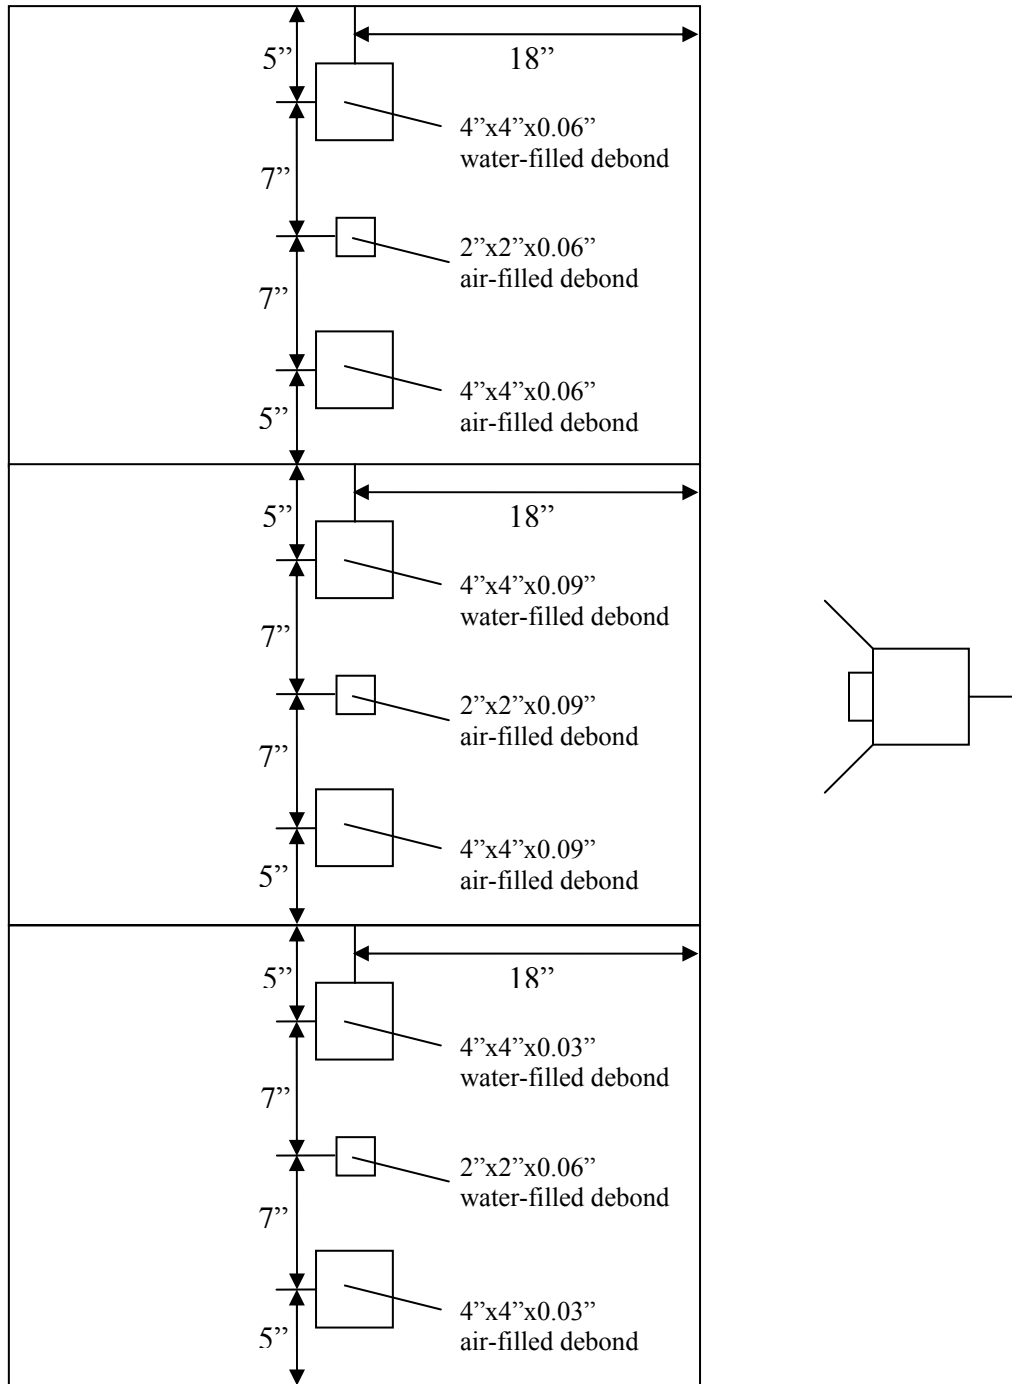 5”
18”
4”x4”x0.06”
water-filled debond
7”
2”x2”x0.06”
air-filled debond
7”
4”x4”x0.06”
air-filled debond
5”
5”
18”
4”x4”x0.09”
water-filled debond
7”
2”x2”x0.09”
air-filled debond
7”
4”x4”x0.09”
air-filled debond
5”
5”
18”
4”x4”x0.03”
water-filled debond
7”
2”x2”x0.06”
water-filled debond
7”
4”x4”x0.03”
air-filled debond
5”